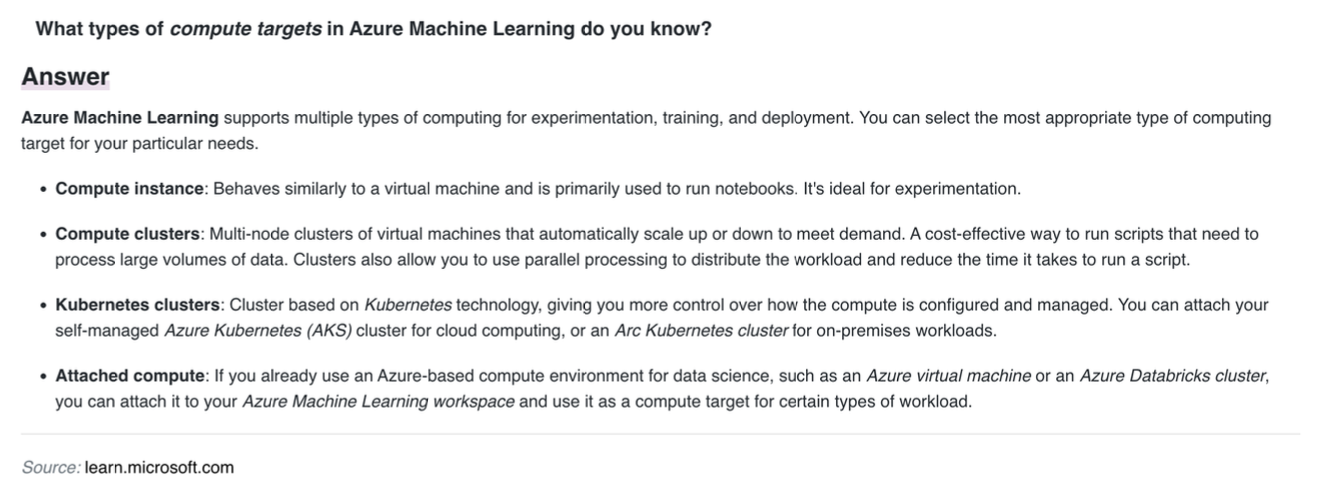 What types of compute targets in Azure Machine Learning do you know?
Answer
Azure Machine Learning supports multiple types of computing for experimentation, training, and deployment. You can select the most appropriate type of computing
target for your particular needs.
• Compute instance: Behaves similarly to a virtual machine and is primarily used to run notebooks. It's ideal for experimentation.
• Compute clusters: Multi-node clusters of virtual machines that automatically scale up or down to meet demand. A cost-effective way to run scripts that need to
process large volumes of data. Clusters also allow you to use parallel processing to distribute the workload and reduce the time it takes to run a script.
• Kubernetes clusters: Cluster based on Kubernetes technology, giving you more control over how the compute is configured and managed. You can attach your
self-managed Azure Kubernetes (AKS) cluster for cloud computing, or an Arc Kubernetes cluster for on-premises workloads.
• Attached compute: If you already use an Azure-based compute environment for data science, such as an Azure virtual machine or an Azure Databricks cluster,
you can attach it to your Azure Machine Learning workspace and use it as a compute target for certain types of workload.
Source: learn.microsoft.com